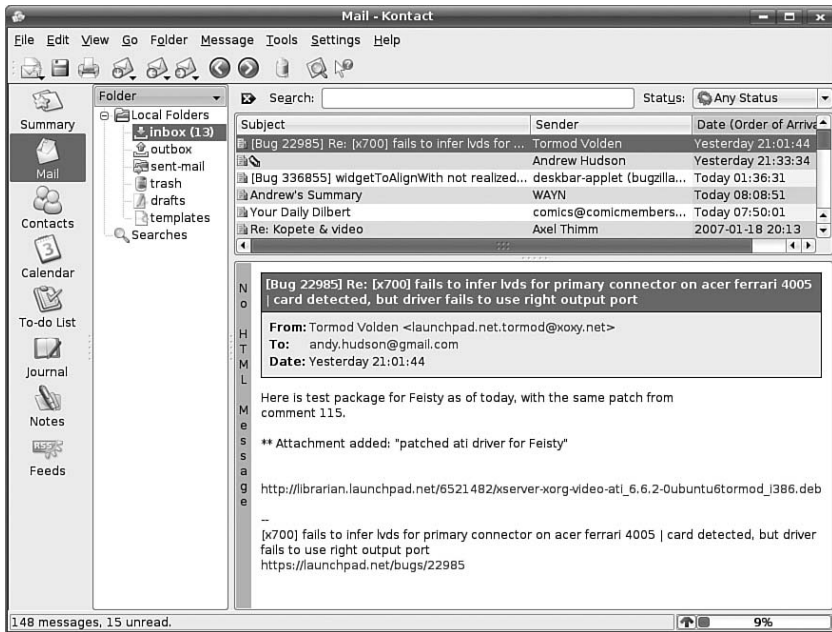 Mail - Kontact
File Edit View Go Folder Message Tools Settings Help
Summary
Mail
Contacts
3
Calendar
To-do List
Journal
Notes
Feeds
Folder
Local Folders
inbox (13)
outbox
sent-mail
trash
drafts
templates
Searches
Search: Status: Any Status
Subject Sender Date (Order of Arriva
[Bug 22985] Re: [x700] fails to infer lvds for ... Tormod Volden Yesterday 21:01:44
Andrew Hudson Yesterday 21:33:34
[Bug 336855] widgetToAlignWith not realized... deskbar-applet (bugzilla... Today 01:36:31
Andrew's Summary WAYN Today 08:08:51
Your Daily Dilbert comics@comicmembers... Today 07:50:01
Re: Kopete & video Axel Thimm 2007-01-18 20:13
No HTML Message
[Bug 22985] Re: [x700] fails to infer lvds for primary connector on acer ferrari 4005
| card detected, but driver fails to use right output port
From: Tormod Volden <launchpad.net.tormod@xoxy.net>
To: andy.hudson@gmail.com
Date: Yesterday 21:01:44
Here is test package for Feisty as of today, with the same patch from
comment 115.
** Attachment added: "patched ati driver for Feisty"
http://librarian.launchpad.net/6521482/xserver-xorg-video-ati_6.6.2-0ubuntu6tormod_i386.deb
--
[x700] fails to infer lvds for primary connector on acer ferrari 4005 | card detected, but driver
fails to use right output port
https://launchpad.net/bugs/22985
148 messages, 15 unread. 9%